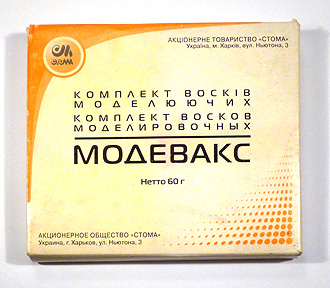 АКЦІОНЕРНЕ ТОВАРИСТВО «СТОМА»
Україна, м. Харків, вул. Ньютона, 3
СТОМА
КОМПЛЕКТ ВОСКІВ
МОДЕЛЮЮЧИХ
КОМПЛЕКТ ВОСКОВ
МОДЕЛИРОВОЧНЫХ
МОДЕВАКС
Нетто 60 г
АКЦИОНЕРНОЕ ОБЩЕСТВО «СТОМА»
Украина, г. Харьков, ул. Ньютона, 3